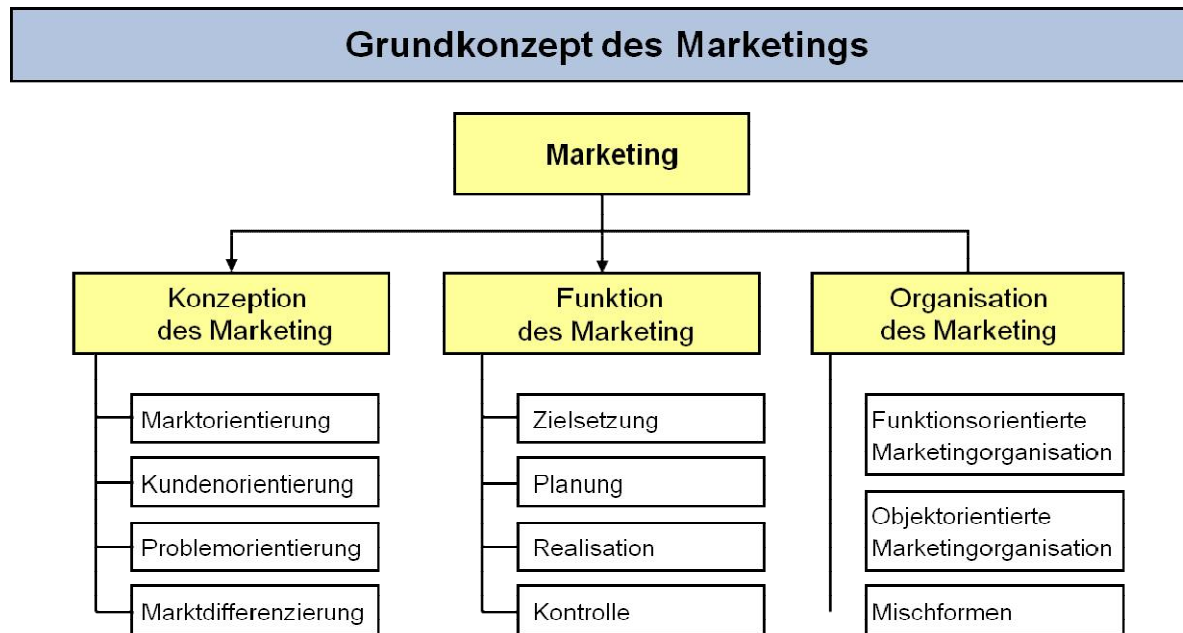 Grundkonzept des Marketings
Marketing
Konzeption
des Marketing
Marktorientierung
Kundenorientierung
Problemorientierung
Marktdifferenzierung
Funktion
des Marketing
Zielsetzung
Planung
Realisation
Kontrolle
Organisation
des Marketing
Funktionsorientierte
Marketingorganisation
Objektorientierte
Marketingorganisation
Mischformen